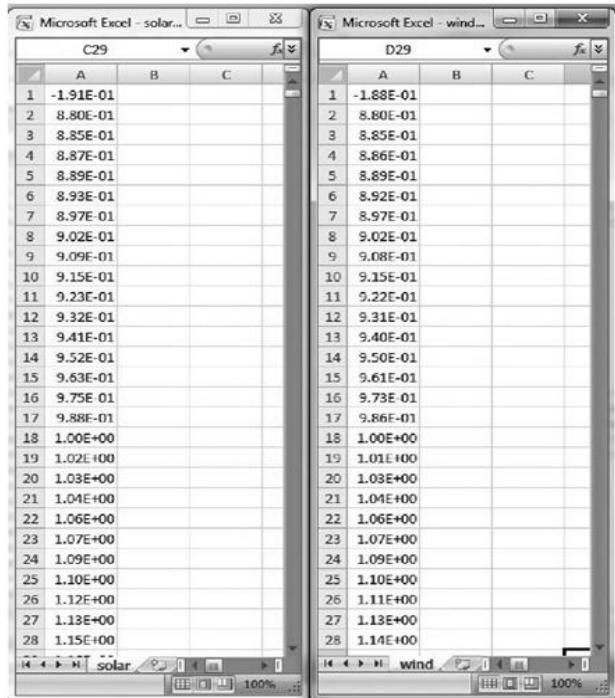 Microsoft Excel - solar...
C29
fx
A B C
1 -1.91E-01
2 8.80E-01
3 8.85E-01
4 8.87E-01
5 8.89E-01
6 8.93E-01
7 8.97E-01
8 9.02E-01
9 9.09E-01
10 9.15E-01
11 9.23E-01
12 9.32E-01
13 9.41E-01
14 9.52E-01
15 9.63E-01
16 9.75E-01
17 9.88E-01
18 1.00E+00
19 1.02E+00
20 1.03E+00
21 1.04E+00
22 1.06E+00
23 1.07E+00
24 1.09E+00
25 1.10E+00
26 1.12E+00
27 1.13E+00
28 1.15E+00
solar
100%
Microsoft Excel - wind...
D29
fx
A B C
1 -1.88E-01
2 8.80E-01
3 8.85E-01
4 8.86E-01
5 8.89E-01
6 8.92E-01
7 8.97E-01
8 9.02E-01
9 9.08E-01
10 9.15E-01
11 9.22E-01
12 9.31E-01
13 9.40E-01
14 9.50E-01
15 9.61E-01
16 9.73E-01
17 9.86E-01
18 1.00E+00
19 1.01E+00
20 1.03E+00
21 1.04E+00
22 1.06E+00
23 1.07E+00
24 1.09E+00
25 1.10E+00
26 1.11E+00
27 1.13E+00
28 1.14E+00
wind
100%